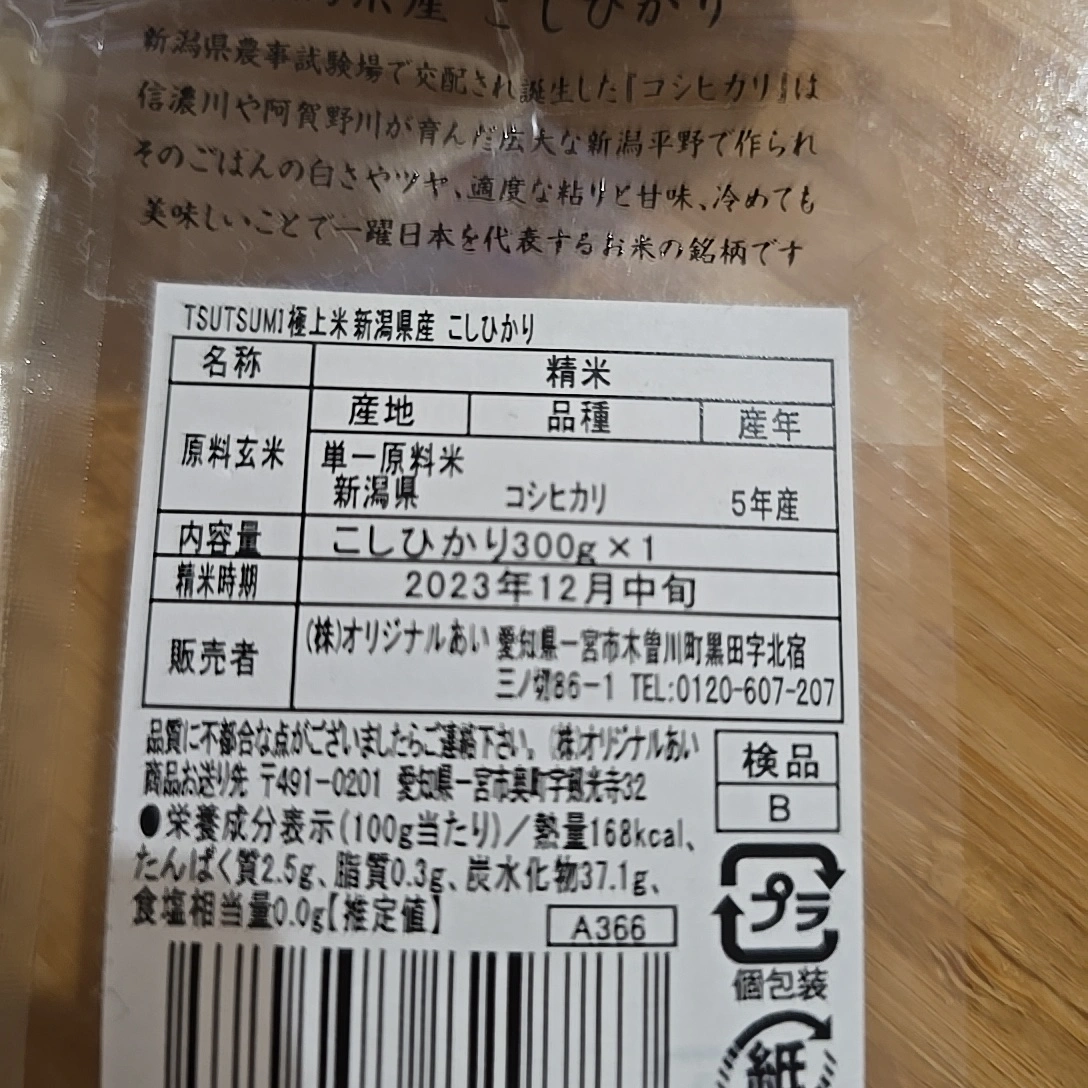 県産 こしひかり
新潟県農事試験場で交配され誕生した『コシヒカリ』は
信濃川や阿賀野川が育んだ広大な新潟平野で作られ
そのごはんの白さやツヤ、適度な粘りと甘味、冷めても
美味しいことで一躍日本を代表するお米の銘柄です
TSUTSUMI極上米新潟県産 こしひかり
名称 精米
産地 品種 産年
原料玄米 単一原料米
新潟県 コシヒカリ 5年産
内容量 こしひかり300g×1
精米時期 2023年12月中旬
販売者 (株)オリジナルあい 愛知県一宮市木曽川町黒田字北宿
三ノ切86-1 TEL:0120-607-207
品質に不都合な点がございましたらご連絡下さい。(株)オリジナルあい
商品お送り先 〒491-0201 愛知県一宮市奥町字剱光寺32
検品
B
●栄養成分表示(100g当たり)/熱量168kcal、
たんぱく質2.5g、脂質0.3g、炭水化物37.1g、
食塩相当量0.0g【推定値】
A366
プラ
個包装
紙